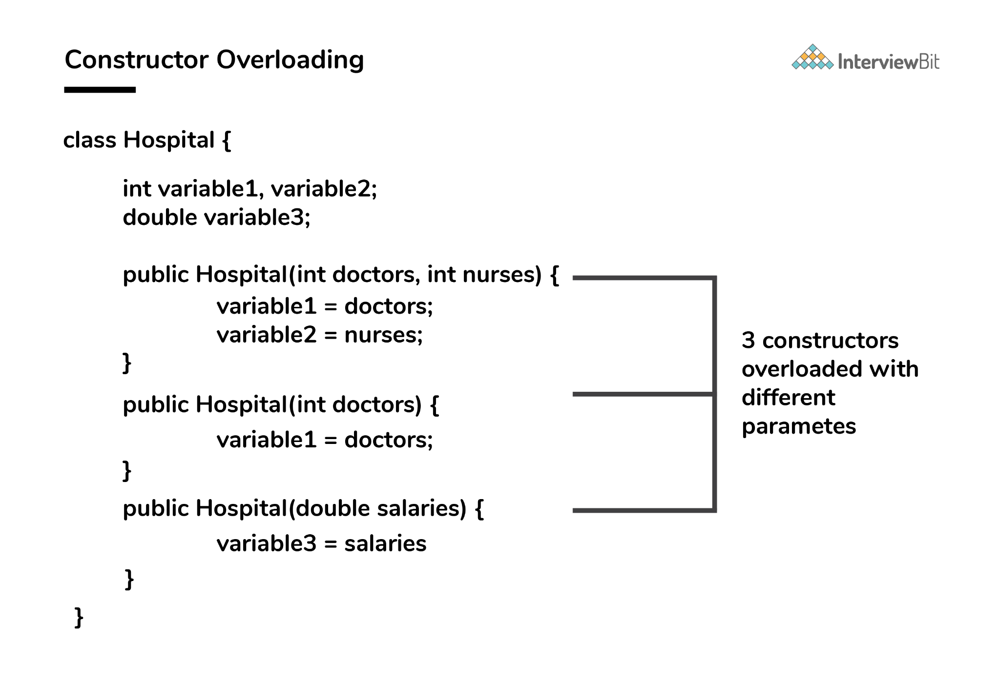 Constructor Overloading
InterviewBit
class Hospital {
int variable1, variable2;
double variable3;
public Hospital(int doctors, int nurses) {
variable1 = doctors;
variable2 = nurses;
}
public Hospital(int doctors) {
variable1 = doctors;
}
public Hospital(double salaries) {
variable3 = salaries
}
}
3 constructors
overloaded with
different
parametes